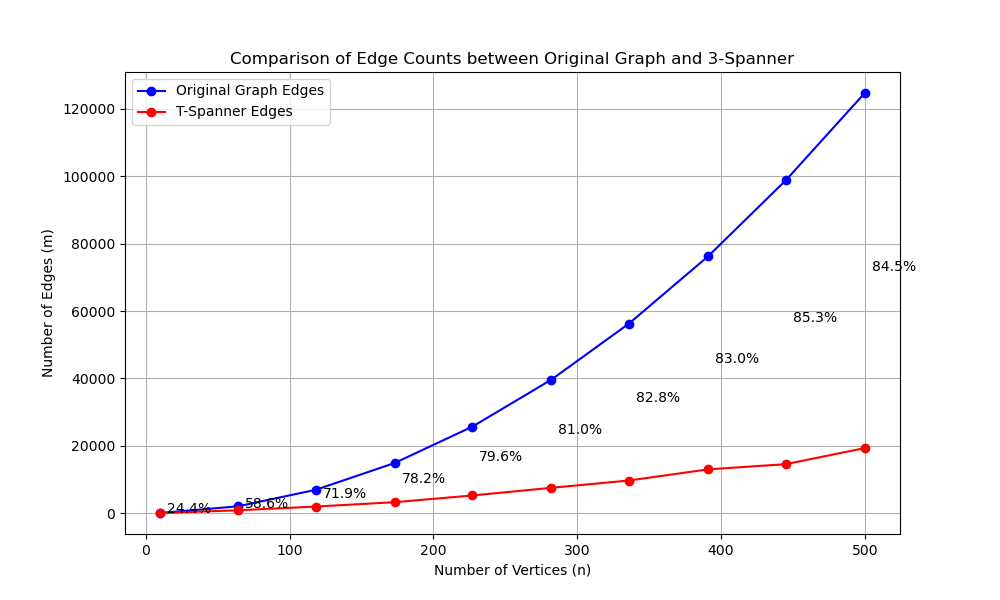 Comparison of Edge Counts between Original Graph and 3-Spanner
Original Graph Edges
T-Spanner Edges
120000
100000
80000
60000
40000
20000
0
Number of Edges (m)
24.4%
58.6%
71.9%
78.2%
79.6%
81.0%
82.8%
83.0%
85.3%
84.5%
0 100 200 300 400 500
Number of Vertices (n)